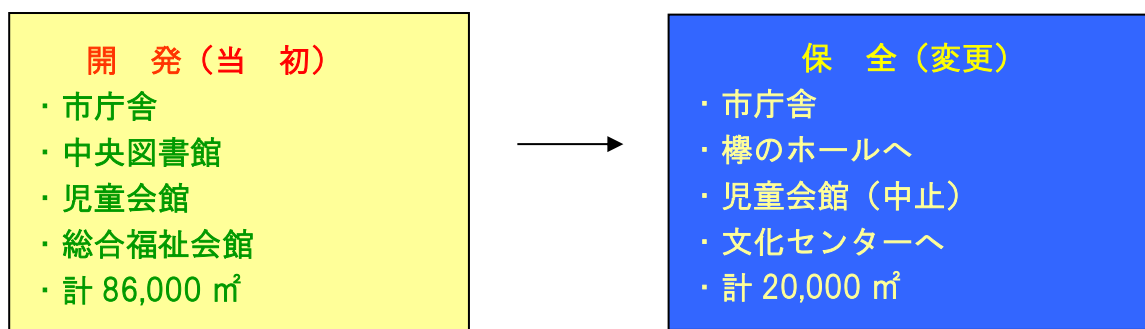 開　発（当　初）
・市庁舎
・中央図書館
・児童会館
・総合福祉会館
・計 86,000 ㎡
保　全（変更）
・市庁舎
・欅のホールへ
・児童会館（中止）
・文化センターへ
・計 20,000 ㎡